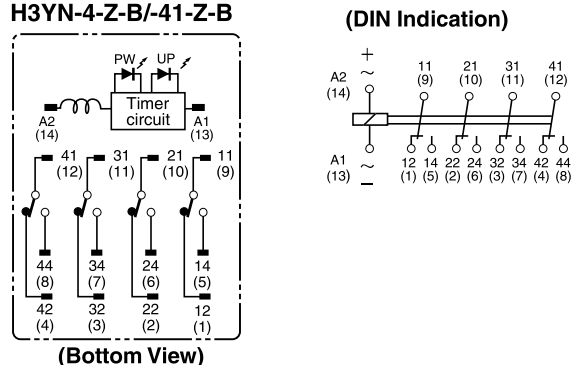 H3YN-4-Z-B/-41-Z-B
PW UP
A2
(14)
Timer
circuit
A1
(13)
41 31 21 11
(12) (11) (10) (9)
44 34 24 14
(8) (7) (6) (5)
42 32 22 12
(4) (3) (2) (1)
(Bottom View)
(DIN Indication)
+
~
A2
(14)
11 21 31 41
(9) (10) (11) (12)
A1
(13)
~
−
12 14 22 24 32 34 42 44
(1) (5) (2) (6) (3) (7) (4) (8)